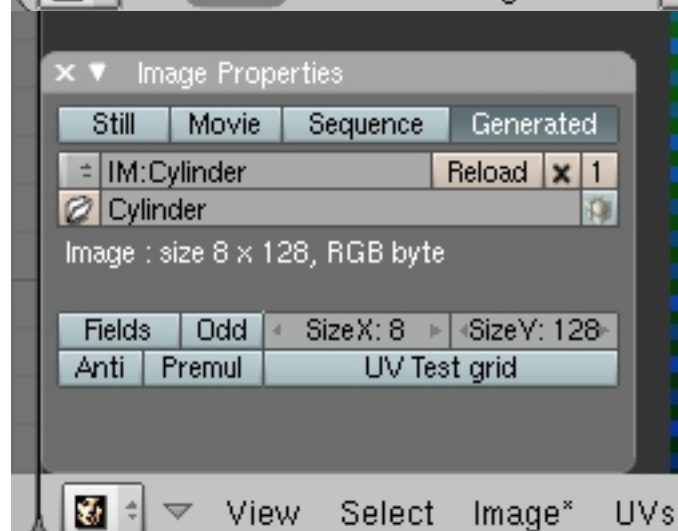 Image Properties
Still Movie Sequence Generated
IM:Cylinder Reload x 1
Cylinder
Image : size 8 x 128, RGB byte
Fields Odd SizeX: 8 SizeY: 128
Anti Premul UV Test grid
View Select Image* UVs